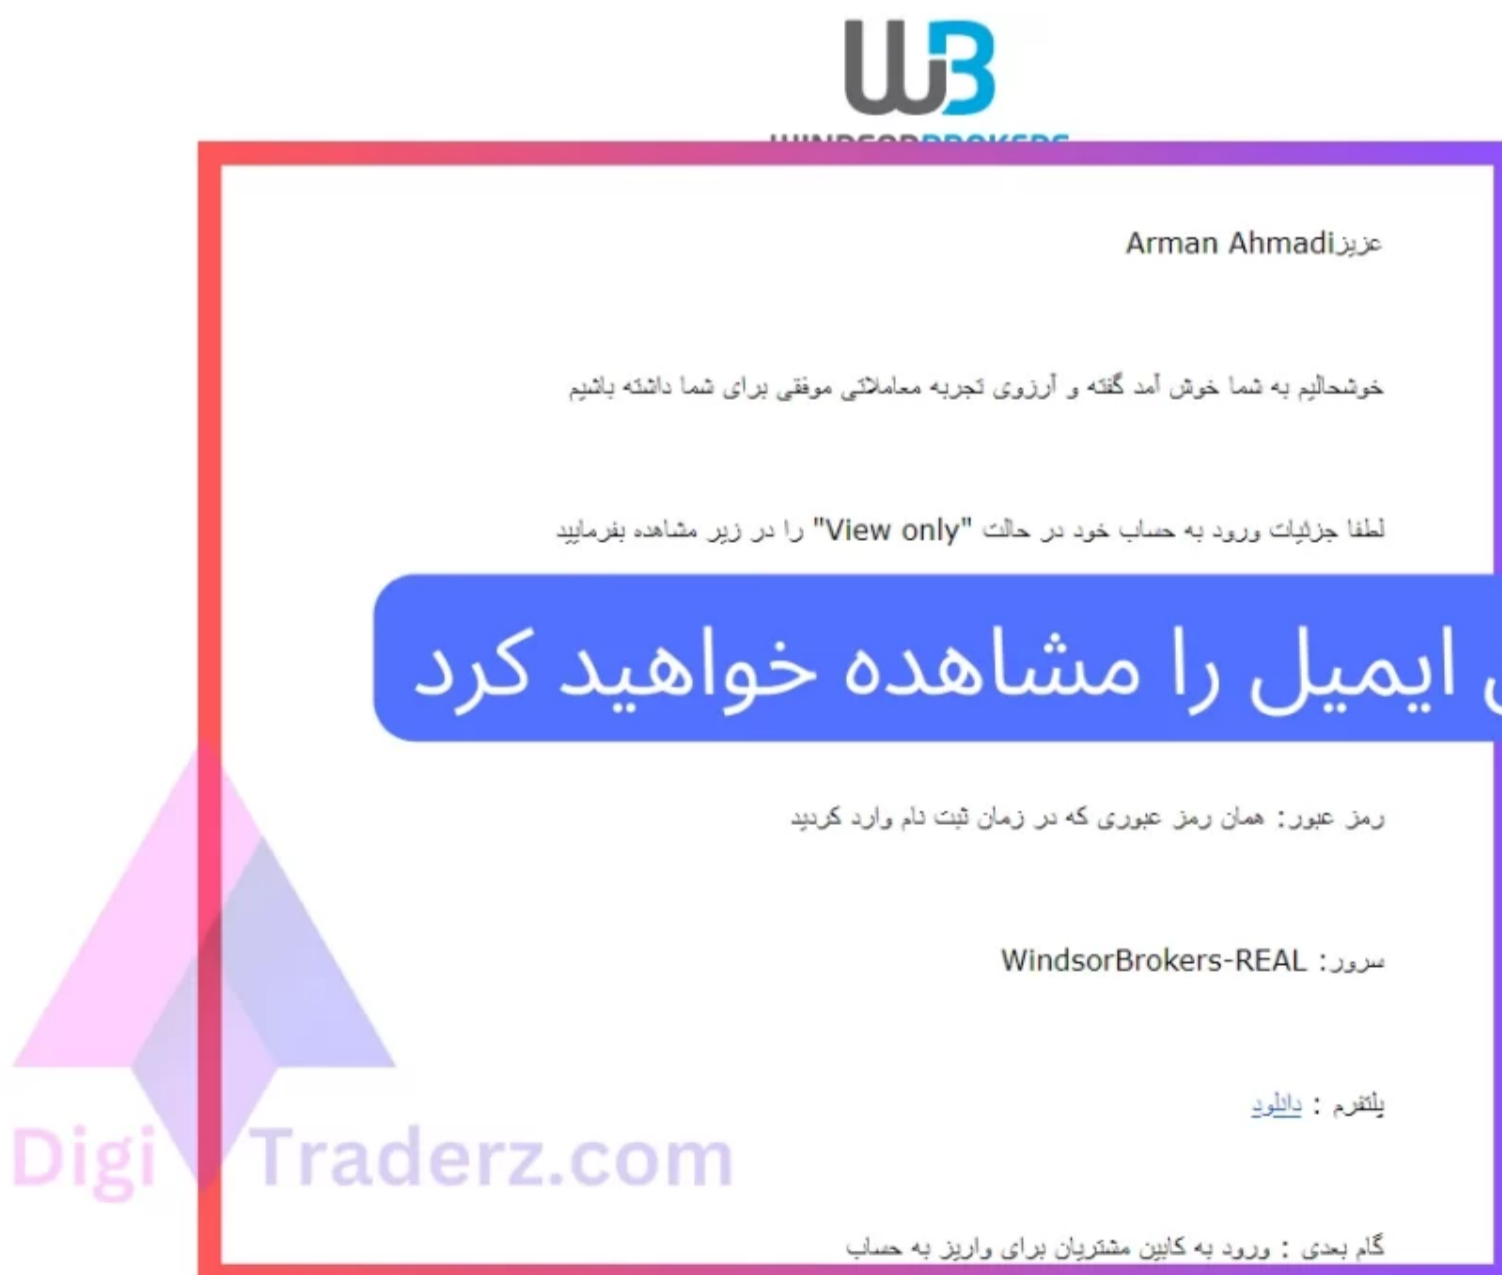 WB
WINDSORBROKERS
عزیزArman Ahmadi
خوشحالیم به شما خوش آمد گفته و آرزوی تجربه معاملاتی موفقی برای شما داشته باشیم
لطفا جزئیات ورود به حساب خود در حالت "View only" را در زیر مشاهده بفرمایید
ایمیل را مشاهده خواهید کرد
رمز عبور: همان رمز عبوری که در زمان ثبت نام وارد کردید
سرور: WindsorBrokers-REAL
پلتفرم : دانلود
گام بعدی : ورود به کابین مشتریان برای واریز به حساب
DigiTraderz.com